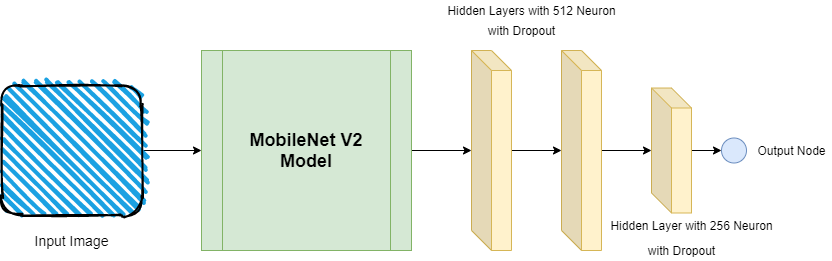 Hidden Layers with 512 Neuron
with Dropout
MobileNet V2
Model
Output Node
Input Image
Hidden Layer with 256 Neuron
with Dropout